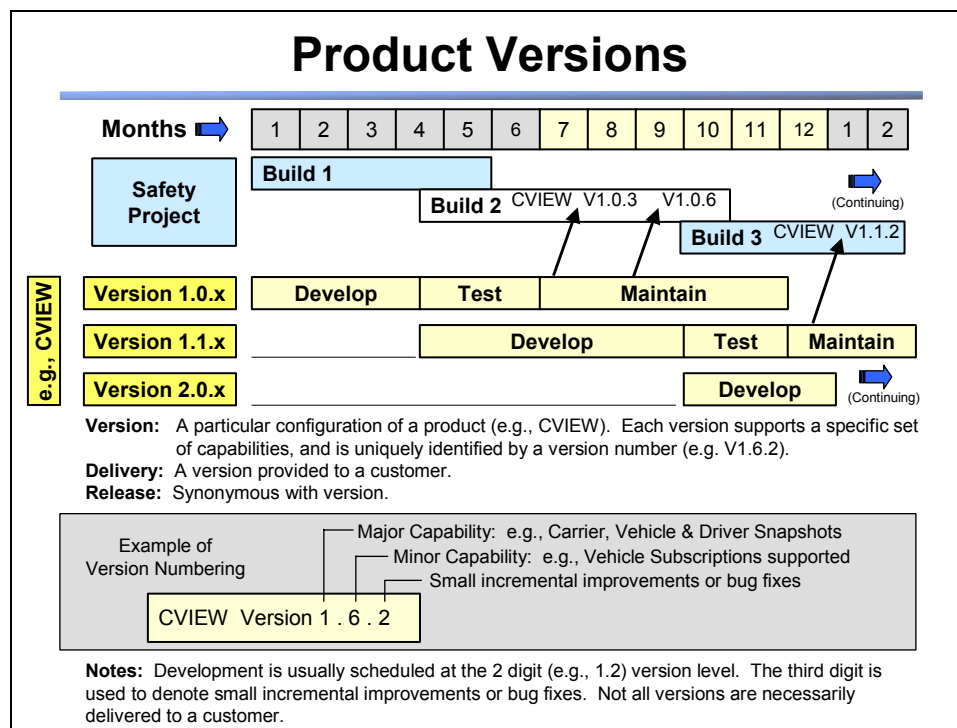 Product Versions
Months
1 2 3 4 5 6 7 8 9 10 11 12 1 2
Safety
Project
Build 1
Build 2 CVIEW V1.0.3 V1.0.6
(Continuing)
Build 3 CVIEW V1.1.2
e.g., CVIEW
Version 1.0.x Develop Test Maintain
Version 1.1.x Develop Test Maintain
Version 2.0.x Develop
(Continuing)
Version: A particular configuration of a product (e.g., CVIEW). Each version supports a specific set
of capabilities, and is uniquely identified by a version number (e.g. V1.6.2).
Delivery: A version provided to a customer.
Release: Synonymous with version.
Example of
Version Numbering
Major Capability: e.g., Carrier, Vehicle & Driver Snapshots
Minor Capability: e.g., Vehicle Subscriptions supported
Small incremental improvements or bug fixes
CVIEW Version 1 . 6 . 2
Notes: Development is usually scheduled at the 2 digit (e.g., 1.2) version level. The third digit is
used to denote small incremental improvements or bug fixes. Not all versions are necessarily
delivered to a customer.